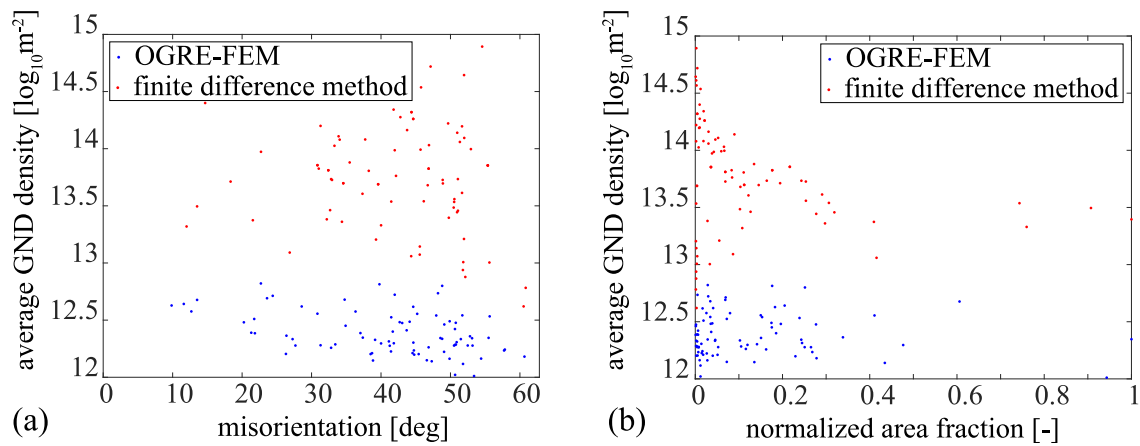 average GND density [log₁₀m⁻²]
15
14.5
14
13.5
13
12.5
12
OGRE-FEM
finite difference method
0 10 20 30 40 50 60
misorientation [deg]
(a)
average GND density [log₁₀m⁻²]
15
14.5
14
13.5
13
12.5
12
OGRE-FEM
finite difference method
0 0.2 0.4 0.6 0.8 1
normalized area fraction [-]
(b)